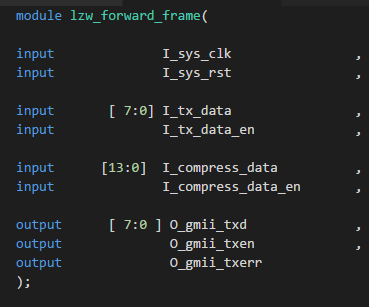 module lzw_forward_frame(
input I_sys_clk ,
input I_sys_rst ,
input [ 7:0] I_tx_data ,
input I_tx_data_en ,
input [13:0] I_compress_data ,
input I_compress_data_en ,
output [ 7:0 ] O_gmii_txd ,
output O_gmii_txen ,
output O_gmii_txerr
);